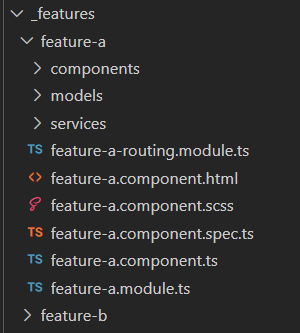 _features
feature-a
components
models
services
TS feature-a-routing.module.ts
<> feature-a.component.html
feature-a.component.scss
TS feature-a.component.spec.ts
TS feature-a.component.ts
TS feature-a.module.ts
feature-b